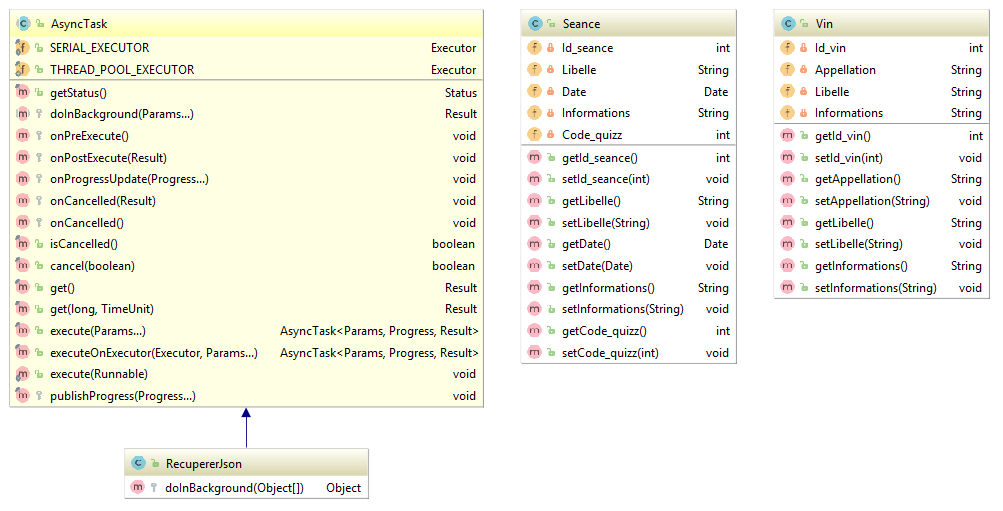 AsyncTask
SERIAL_EXECUTOR Executor
THREAD_POOL_EXECUTOR Executor
getStatus() Status
doInBackground(Params...) Result
onPreExecute() void
onPostExecute(Result) void
onProgressUpdate(Progress...) void
onCancelled(Result) void
onCancelled() void
isCancelled() boolean
cancel(boolean) boolean
get() Result
get(long, TimeUnit) Result
execute(Params...) AsyncTask<Params, Progress, Result>
executeOnExecutor(Executor, Params...) AsyncTask<Params, Progress, Result>
execute(Runnable) void
publishProgress(Progress...) void
RecupererJson
doInBackground(Object[]) Object
Seance
Id_seance int
Libelle String
Date Date
Informations String
Code_quizz int
getId_seance() int
setId_seance(int) void
getLibelle() String
setLibelle(String) void
getDate() Date
setDate(Date) void
getInformations() String
setInformations(String) void
getCode_quizz() int
setCode_quizz(int) void
Vin
Id_vin int
Appellation String
Libelle String
Informations String
getId_vin() int
setId_vin(int) void
getAppellation() String
setAppellation(String) void
getLibelle() String
setLibelle(String) void
getInformations() String
setInformations(String) void